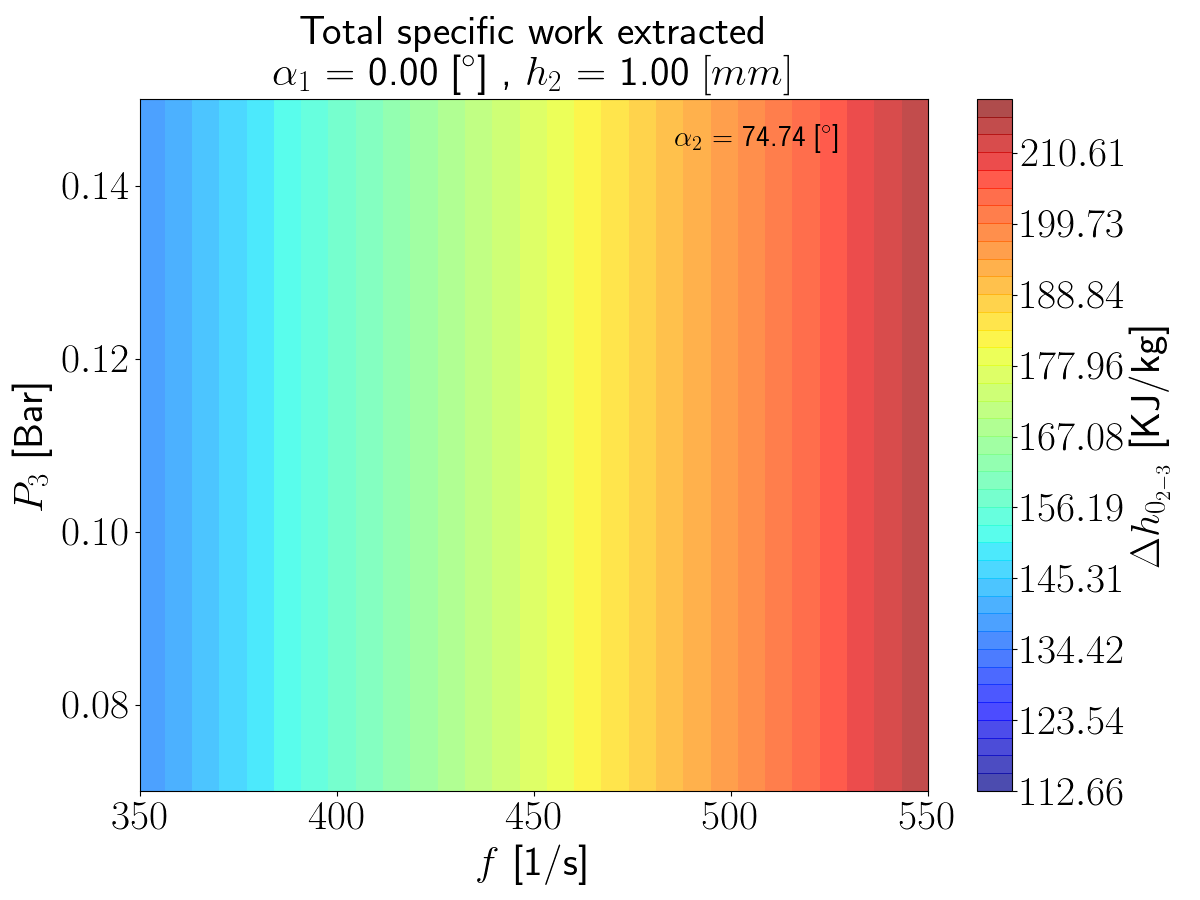 Total specific work extracted
α₁ = 0.00 [°] , h₂ = 1.00 [mm]
α₂ = 74.74 [°]
0.14
0.12
0.10
0.08
P₃ [Bar]
350 400 450 500 550
f [1/s]
210.61
199.73
188.84
177.96
167.08
156.19
145.31
134.42
123.54
112.66
Δh₀₂₋₃ [KJ/kg]